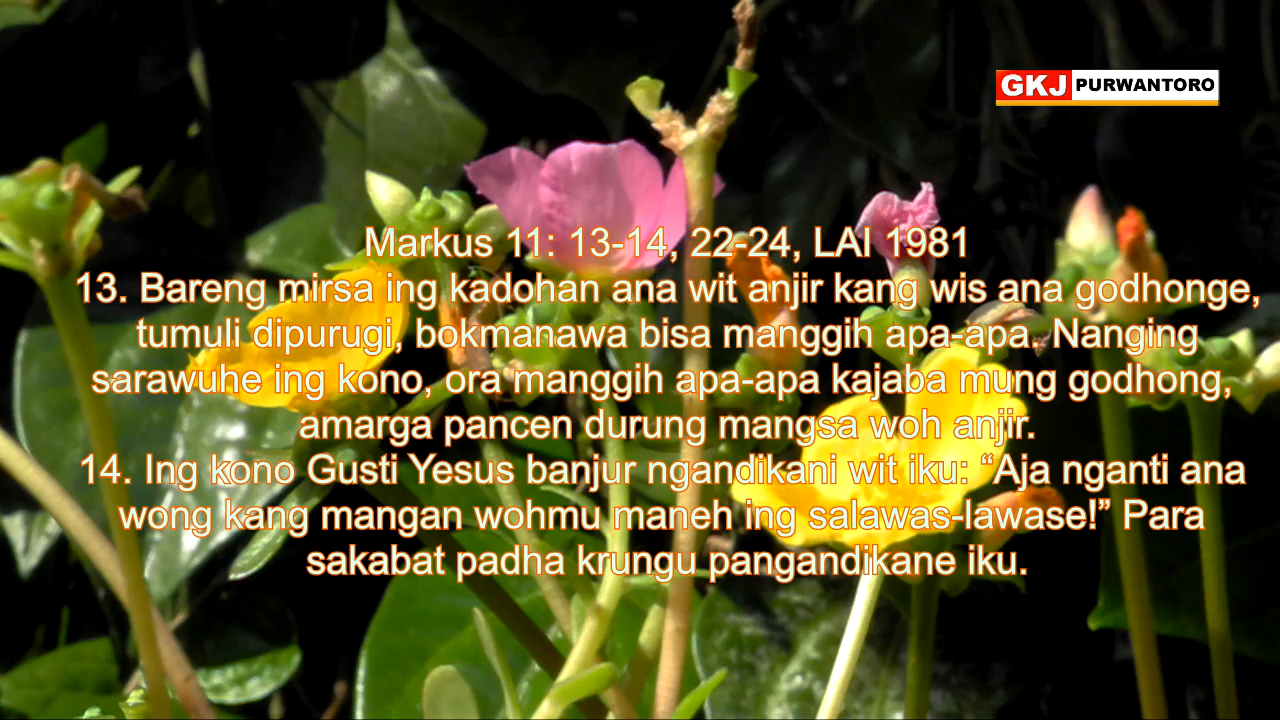 GKJ PURWANTORO
Markus 11: 13-14, 22-24, LAI 1981
13. Bareng mirsa ing kadohan ana wit anjir kang wis ana godhonge,
tumuli dipurugi, bokmanawa bisa manggih apa-apa. Nanging
sarawuhe ing kono, ora manggih apa-apa kajaba mung godhong,
amarga pancen durung mangsa woh anjir.
14. Ing kono Gusti Yesus banjur ngandikani wit iku: “Aja nganti ana
wong kang mangan wohmu maneh ing salawas-lawase!” Para
sakabat padha krungu pangandikane iku.